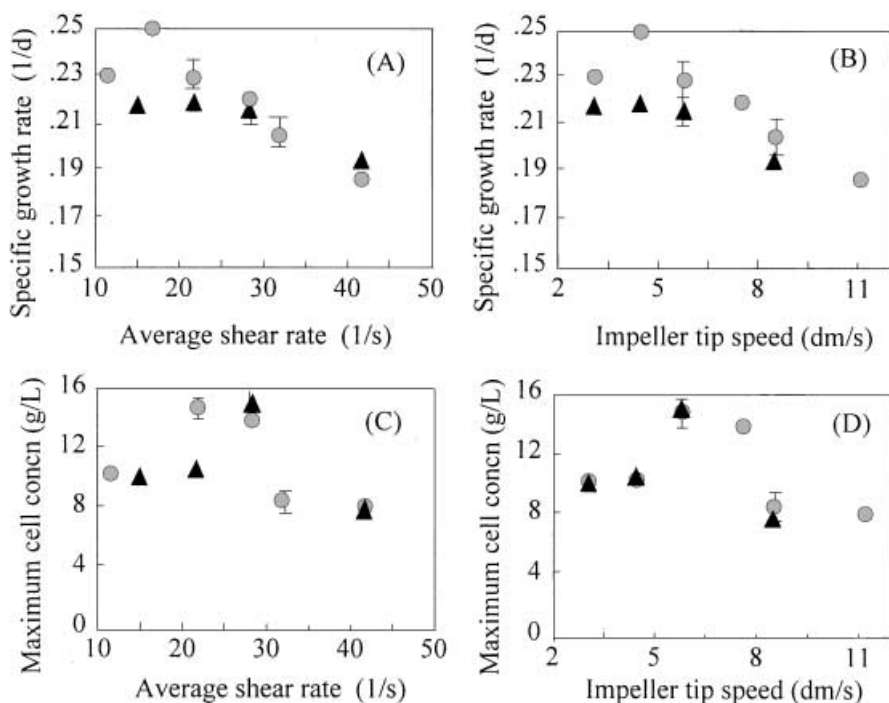 Specific growth rate (1/d)
.25
.23
.21
.19
.17
.15
(A)
10 20 30 40 50
Average shear rate (1/s)
Specific growth rate (1/d)
.25
.23
.21
.19
.17
.15
(B)
2 5 8 11
Impeller tip speed (dm/s)
Maximum cell concn (g/L)
16
12
8
4
0
(C)
10 20 30 40 50
Average shear rate (1/s)
Maximum cell concn (g/L)
16
12
8
4
0
(D)
2 5 8 11
Impeller tip speed (dm/s)